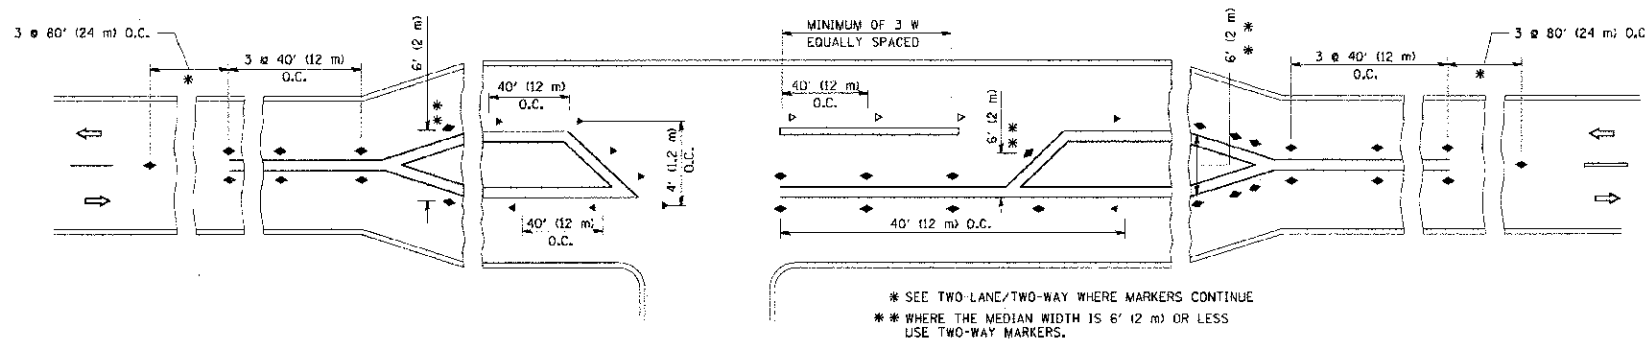 3 @ 80' (24 m) O.C.
*
3 @ 40' (12 m)
O.C.
6' (2 m)
**
40' (12 m)
O.C.
40' (12 m)
O.C.
4' (1.2 m)
O.C.
MINIMUM OF 3 W
EQUALLY SPACED
40' (12 m)
O.C.
6' (2 m)
**
40' (12 m) O.C.
6' (2 m)
**
3 @ 40' (12 m)
O.C.
3 @ 80' (24 m) O.C
*
* SEE TWO-LANE/TWO-WAY WHERE MARKERS CONTINUE
** WHERE THE MEDIAN WIDTH IS 6' (2 m) OR LESS
USE TWO-WAY MARKERS.